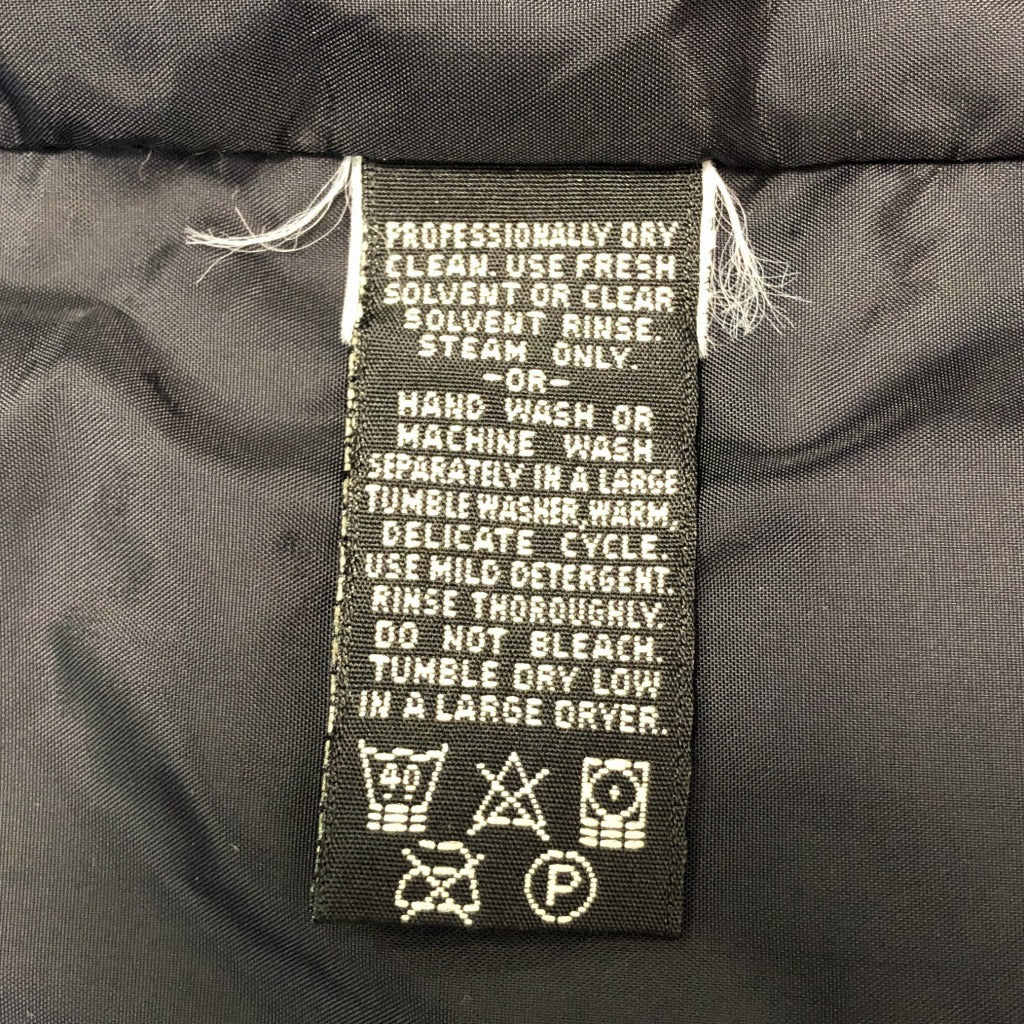 PROFESSIONALLY DRY
CLEAN. USE FRESH
SOLVENT OR CLEAR
SOLVENT RINSE.
STEAM ONLY.
-OR-
HAND WASH OR
MACHINE WASH
SEPARATELY IN A LARGE
TUMBLE WASHER, WARM,
DELICATE CYCLE.
USE MILD DETERGENT.
RINSE THOROUGHLY.
DO NOT BLEACH.
TUMBLE DRY LOW
IN A LARGE DRYER.
40
P